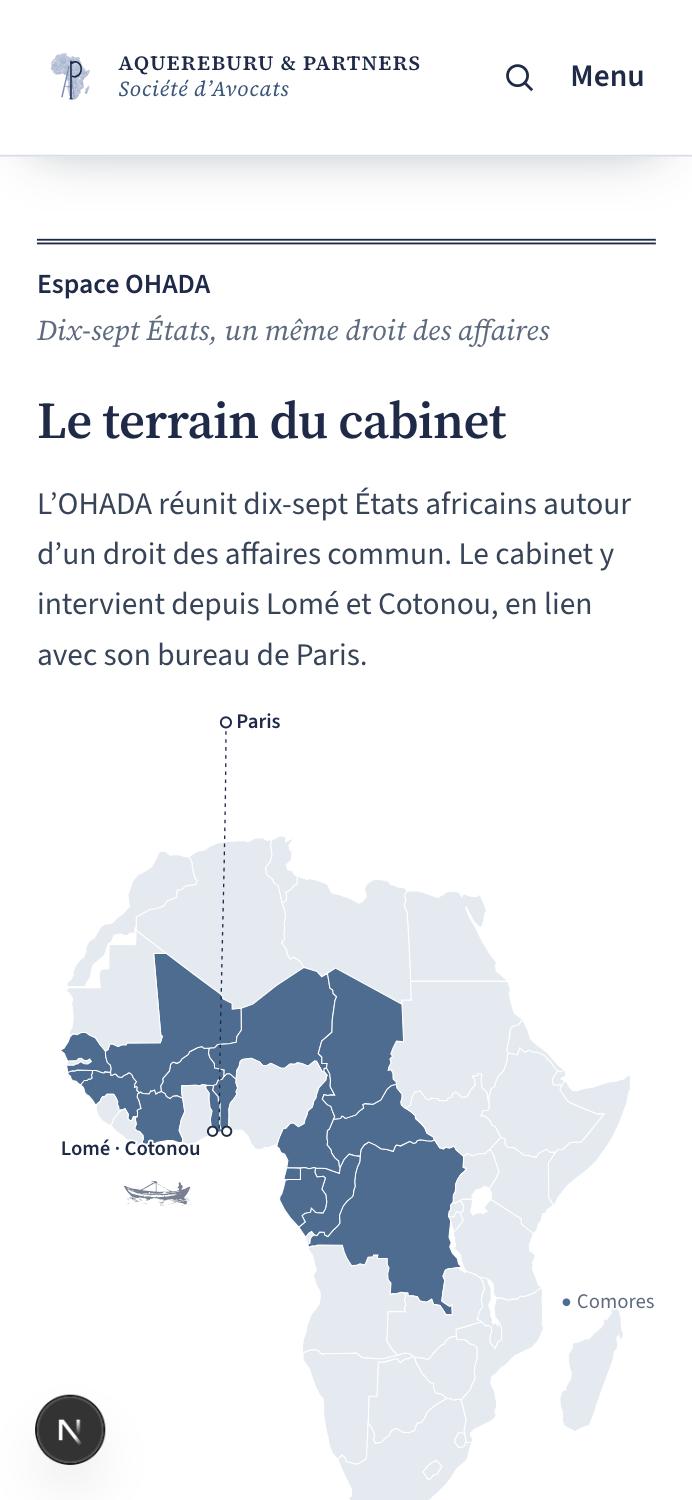 AQUEREBURU & PARTNERS
Société d’Avocats
Menu
Espace OHADA
Dix-sept États, un même droit des affaires
Le terrain du cabinet
L’OHADA réunit dix-sept États africains autour
d’un droit des affaires commun. Le cabinet y
intervient depuis Lomé et Cotonou, en lien
avec son bureau de Paris.
Paris
Lomé · Cotonou
Comores
N